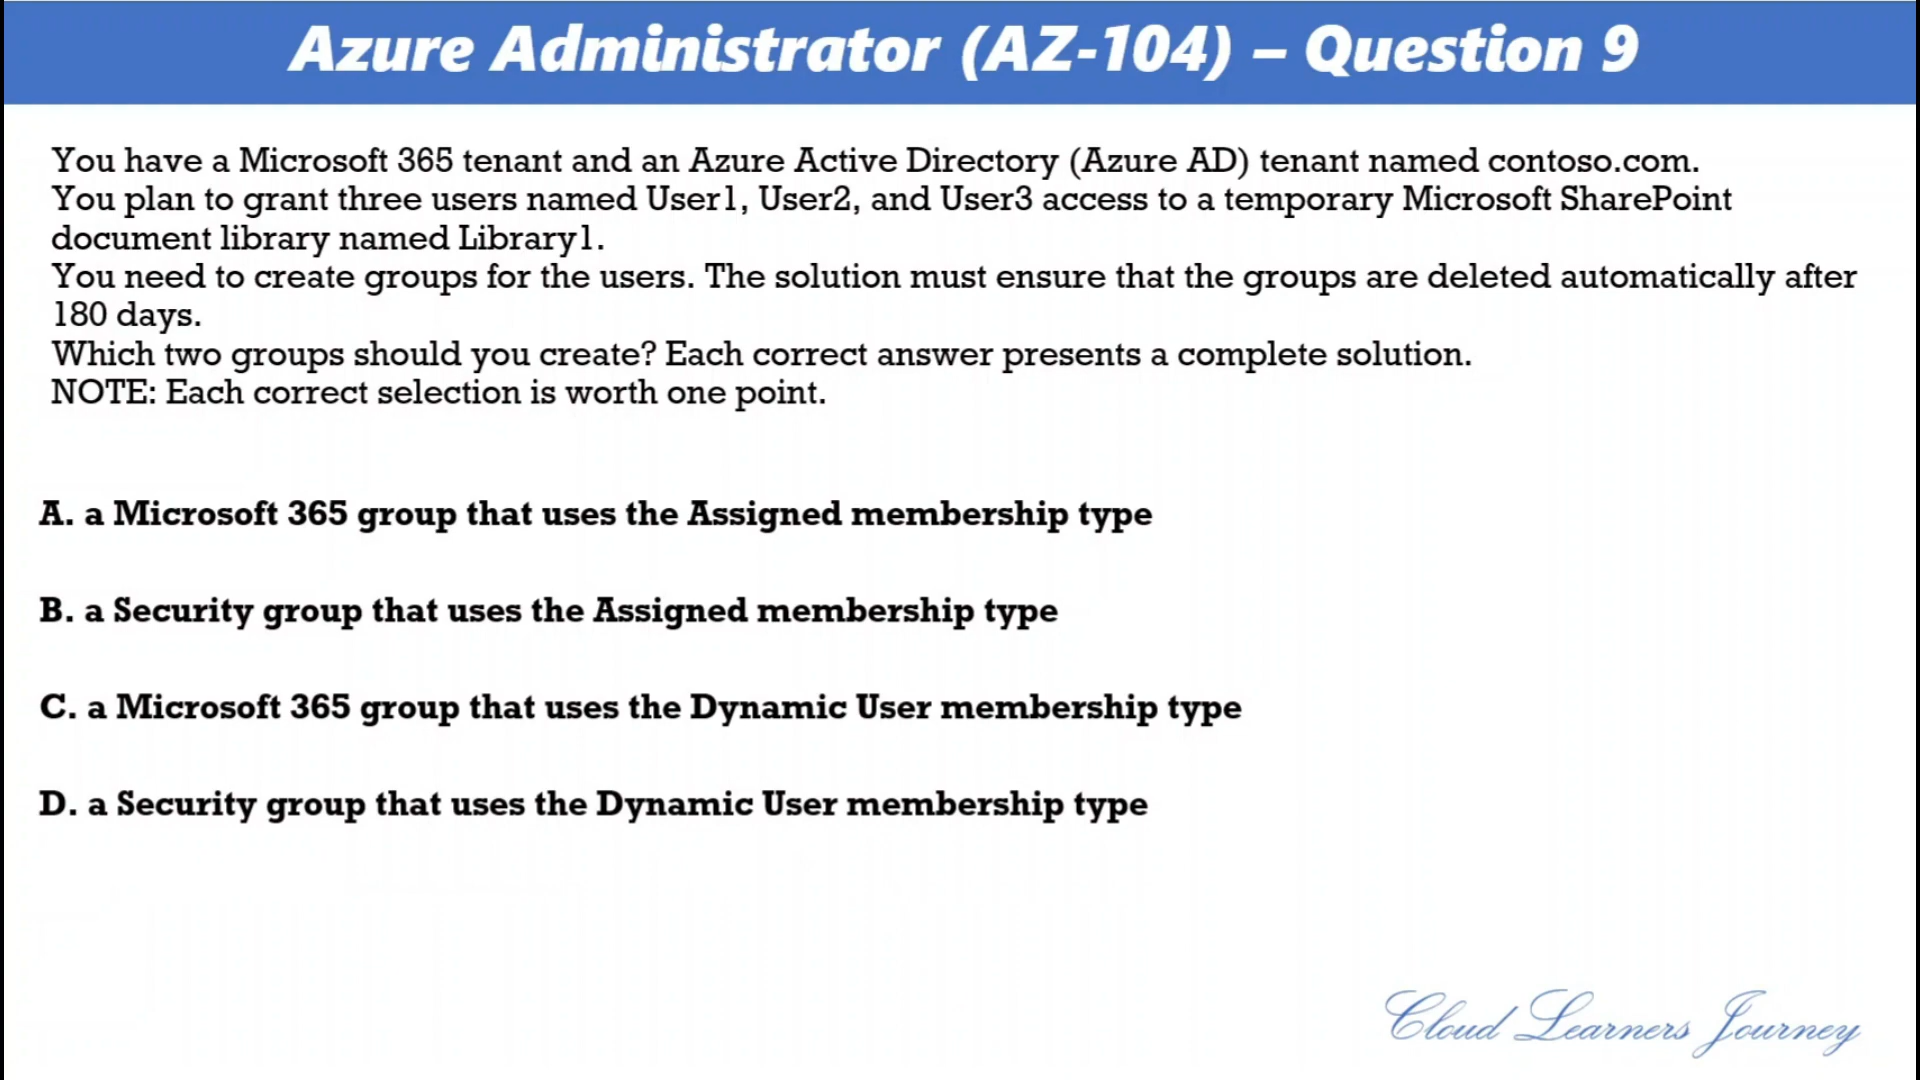 Azure Administrator (AZ-104) – Question 9
You have a Microsoft 365 tenant and an Azure Active Directory (Azure AD) tenant named contoso.com.
You plan to grant three users named User1, User2, and User3 access to a temporary Microsoft SharePoint
document library named Library1.
You need to create groups for the users. The solution must ensure that the groups are deleted automatically after
180 days.
Which two groups should you create? Each correct answer presents a complete solution.
NOTE: Each correct selection is worth one point.
A. a Microsoft 365 group that uses the Assigned membership type
B. a Security group that uses the Assigned membership type
C. a Microsoft 365 group that uses the Dynamic User membership type
D. a Security group that uses the Dynamic User membership type
Cloud Learners Journey